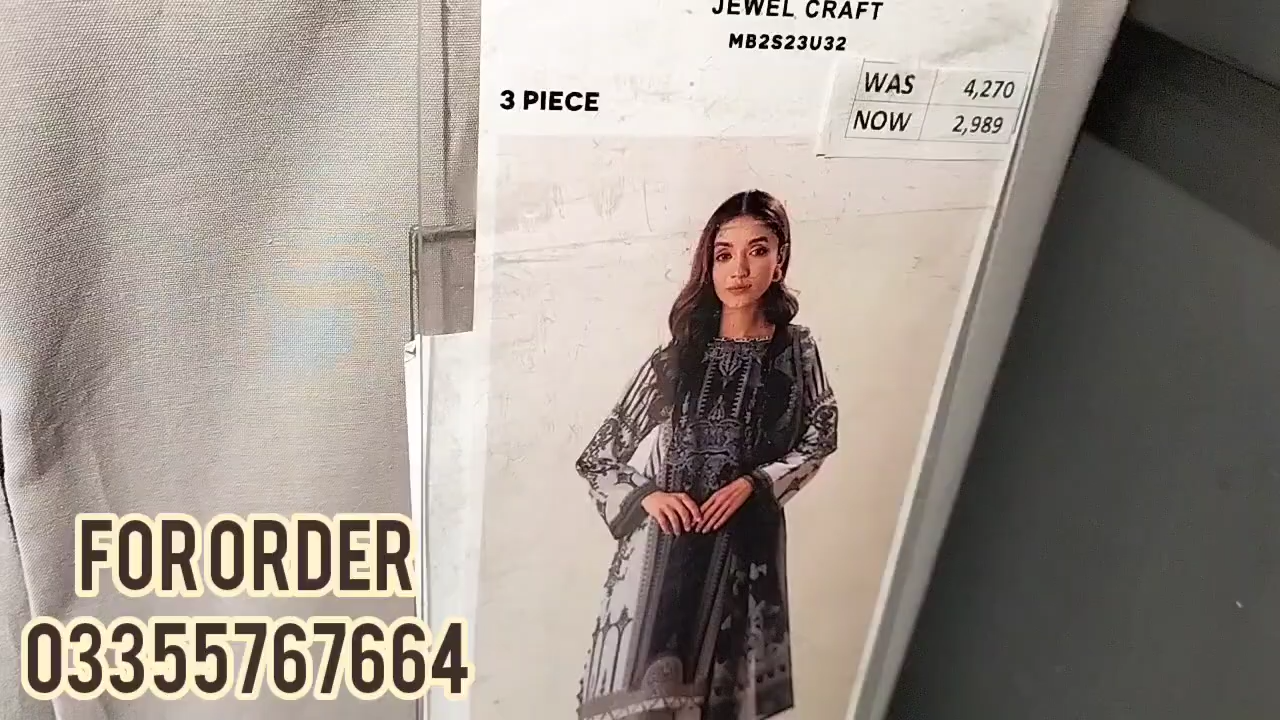 JEWEL CRAFT
MB2S23U32
WAS 4,270
NOW 2,989
3 PIECE
FOR ORDER
03355767664